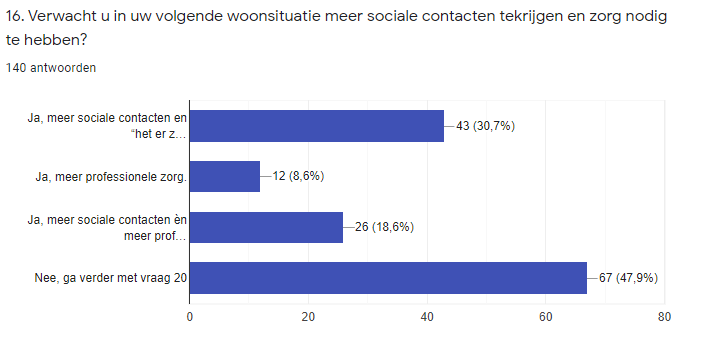 16. Verwacht u in uw volgende woonsituatie meer sociale contacten tekrijgen en zorg nodig
te hebben?
140 antwoorden
Ja, meer sociale contacten en
“het er z...
43 (30,7%)
Ja, meer professionele zorg.
12 (8,6%)
Ja, meer sociale contacten èn
meer prof...
26 (18,6%)
Nee, ga verder met vraag 20
67 (47,9%)
0 20 40 60 80